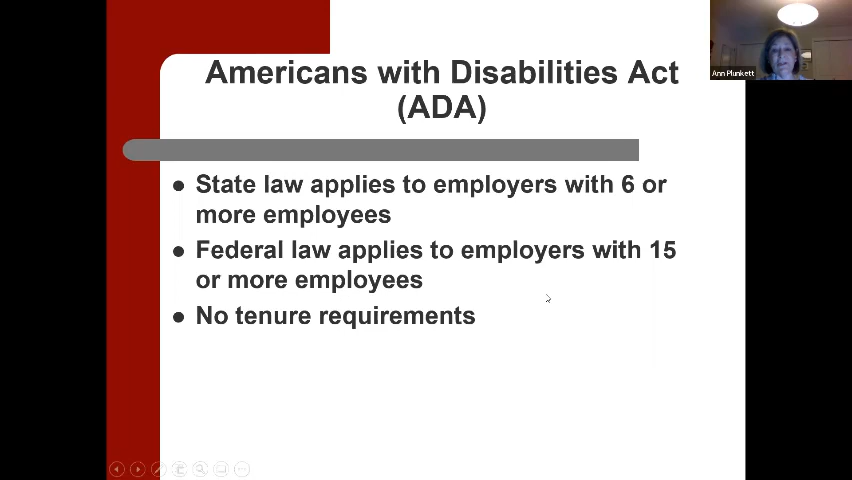 Americans with Disabilities Act
(ADA)
Ann Plunkett
● State law applies to employers with 6 or
more employees
● Federal law applies to employers with 15
or more employees
● No tenure requirements